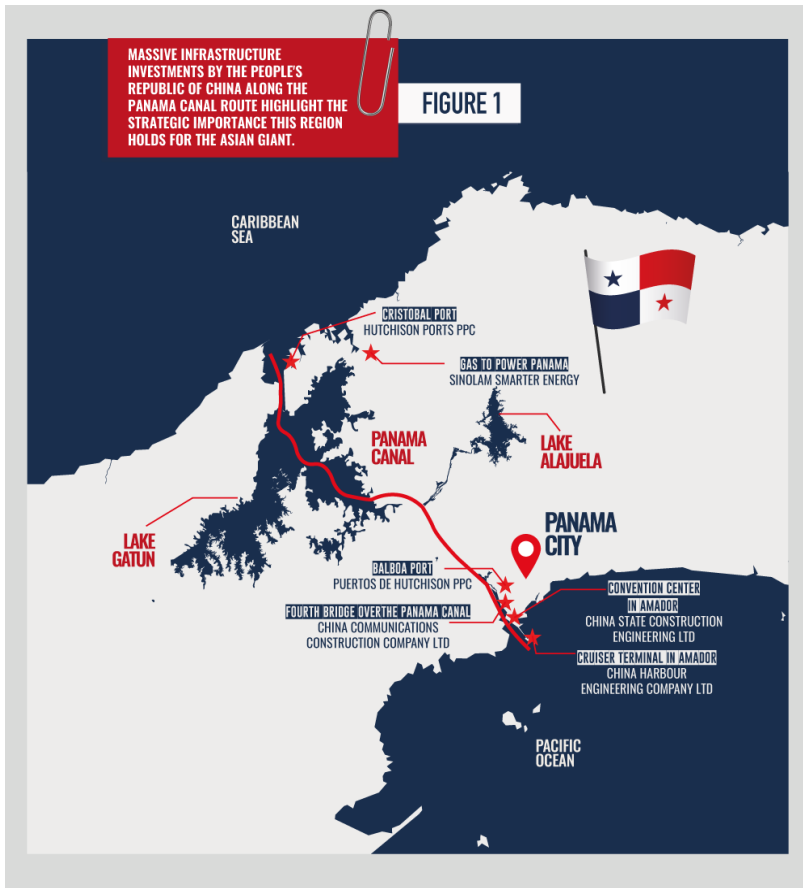 MASSIVE INFRASTRUCTURE
INVESTMENTS BY THE PEOPLE'S
REPUBLIC OF CHINA ALONG THE
PANAMA CANAL ROUTE HIGHLIGHT THE
STRATEGIC IMPORTANCE THIS REGION
HOLDS FOR THE ASIAN GIANT.
FIGURE 1
CARIBBEAN
SEA
CRISTOBAL PORT
HUTCHISON PORTS PPC
GAS TO POWER PANAMA
SINOLAM SMARTER ENERGY
PANAMA
CANAL
LAKE
ALAJUELA
LAKE
GATUN
PANAMA
CITY
BALBOA PORT
PUERTOS DE HUTCHISON PPC
FOURTH BRIDGE OVERTHE PANAMA CANAL
CHINA COMMUNICATIONS
CONSTRUCTION COMPANY LTD
CONVENTION CENTER
IN AMADOR
CHINA STATE CONSTRUCTION
ENGINEERING LTD
CRUISER TERMINAL IN AMADOR
CHINA HARBOUR
ENGINEERING COMPANY LTD
PACIFIC
OCEAN